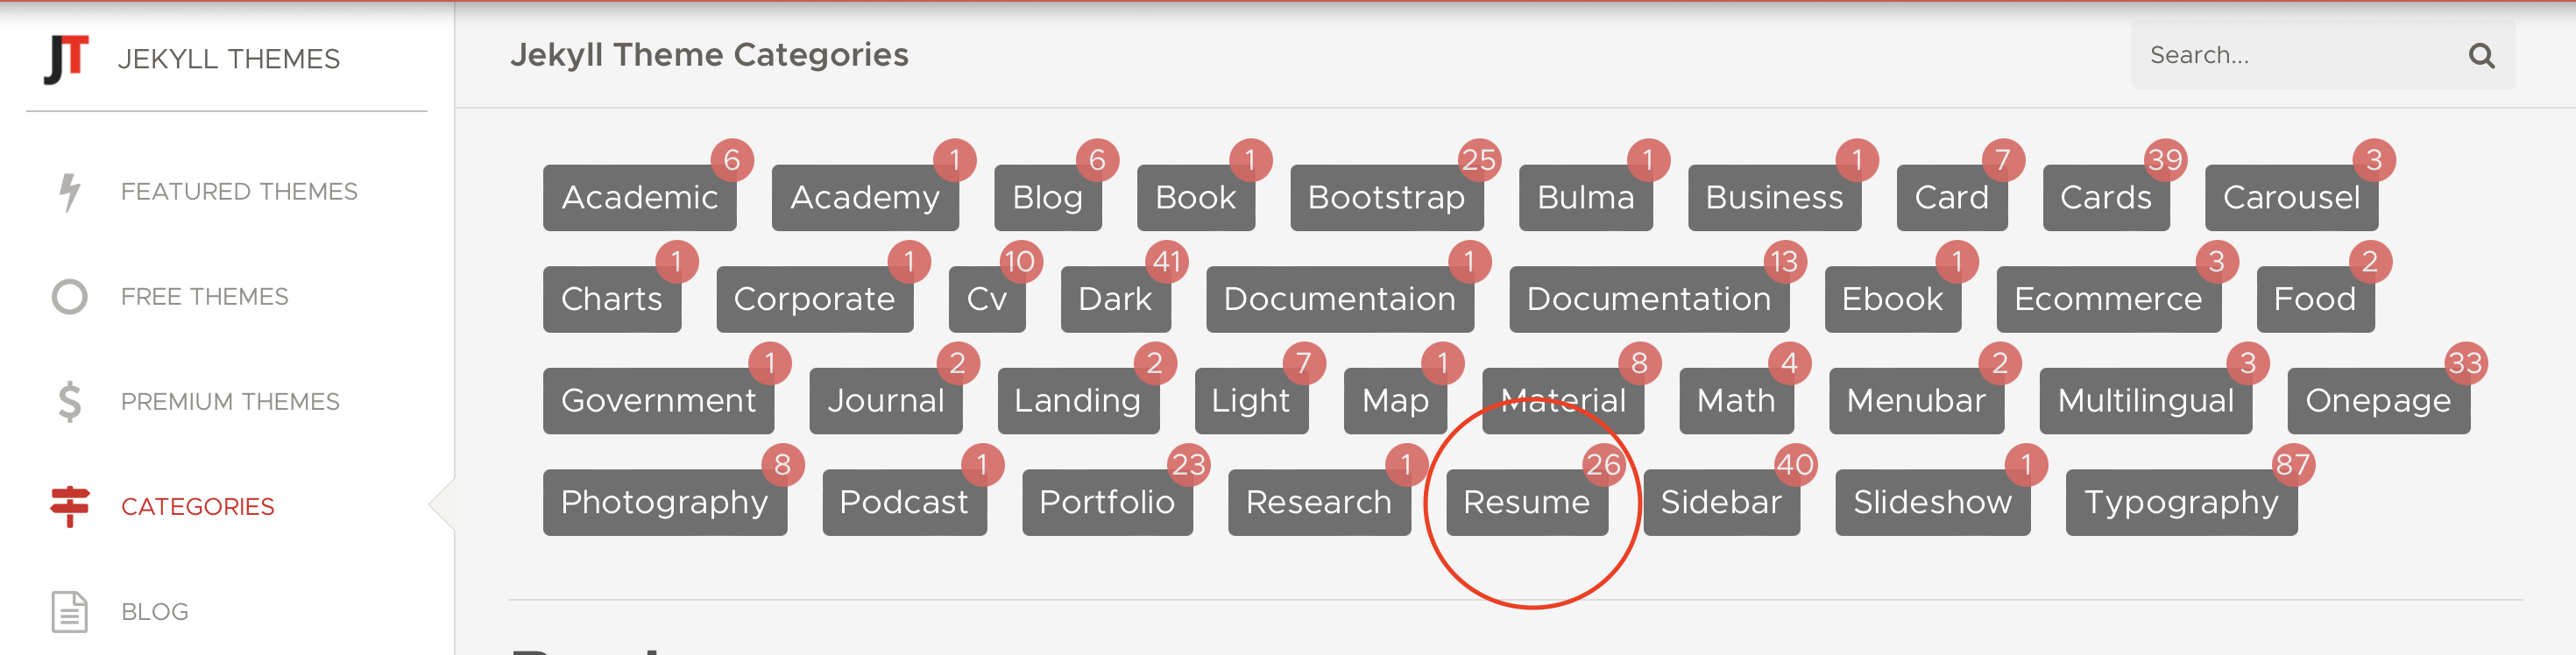 JT JEKYLL THEMES
FEATURED THEMES
FREE THEMES
PREMIUM THEMES
CATEGORIES
BLOG
Jekyll Theme Categories
Search...
Academic 6 Academy 1 Blog 6 Book 1 Bootstrap 25 Bulma 1 Business 1 Card 7 Cards 39 Carousel 3
Charts 1 Corporate 1 Cv 10 Dark 41 Documentaion 1 Documentation 13 Ebook 1 Ecommerce 3 Food 2
Government 1 Journal 2 Landing 2 Light 7 Map 1 Material 8 Math 4 Menubar 2 Multilingual 3 Onepage 33
Photography 8 Podcast 1 Portfolio 23 Research 1 Resume 26 Sidebar 40 Slideshow 1 Typography 87